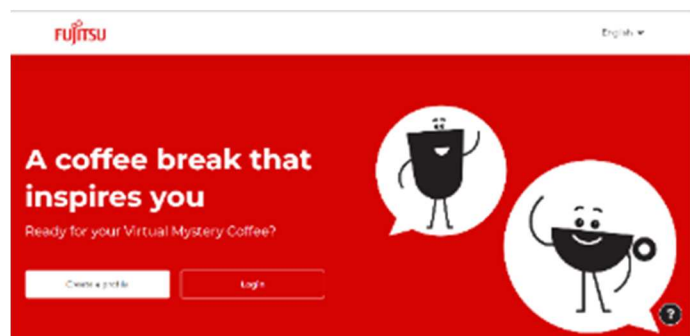 FUJITSU
English
A coffee break that
inspires you
Ready for your Virtual Mystery Coffee?
Create a profile
Login
?